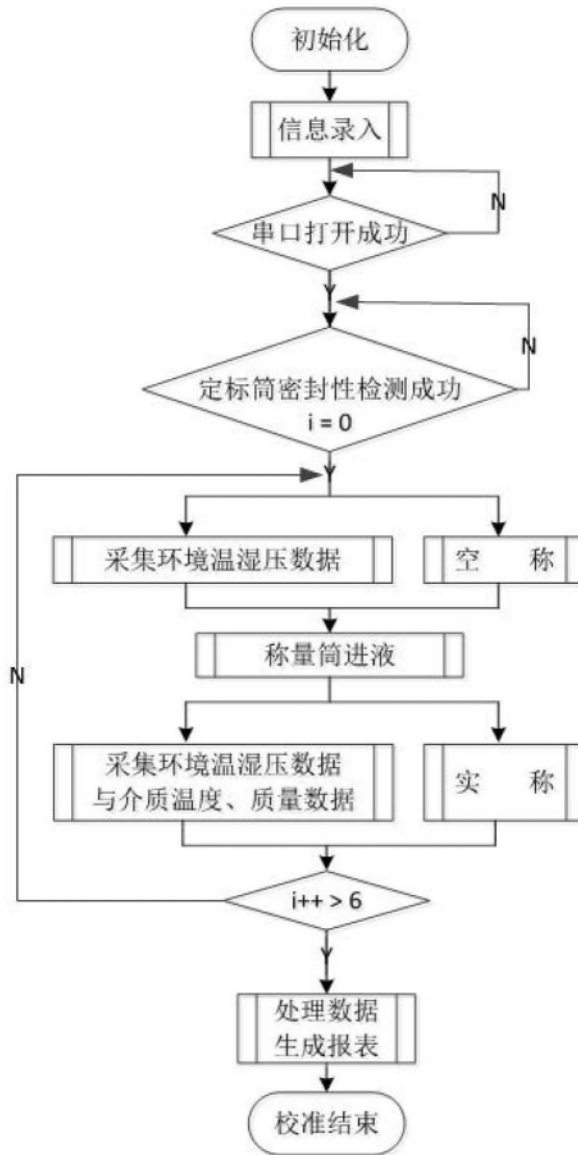 初始化
信息录入
N
串口打开成功
Y
N
定标筒密封性检测成功
i = 0
Y
采集环境温湿压数据
空 称
称量筒进液
N
采集环境温湿压数据
与介质温度、质量数据
实 称
i++ > 6
Y
处理数据
生成报表
校准结束